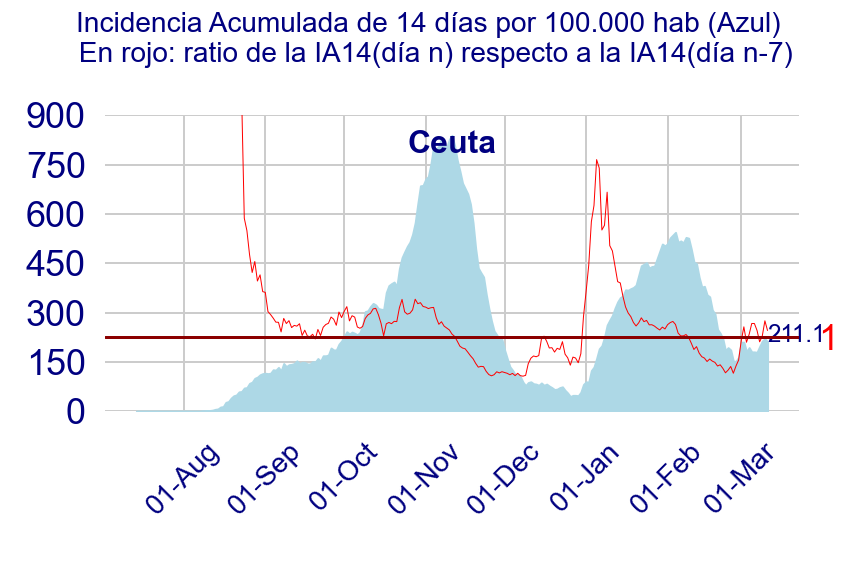 Incidencia Acumulada de 14 días por 100.000 hab (Azul)
En rojo: ratio de la IA14(día n) respecto a la IA14(día n-7)
Ceuta
900
750
600
450
300
150
0
211.1
1
01-Aug
01-Sep
01-Oct
01-Nov
01-Dec
01-Jan
01-Feb
01-Mar